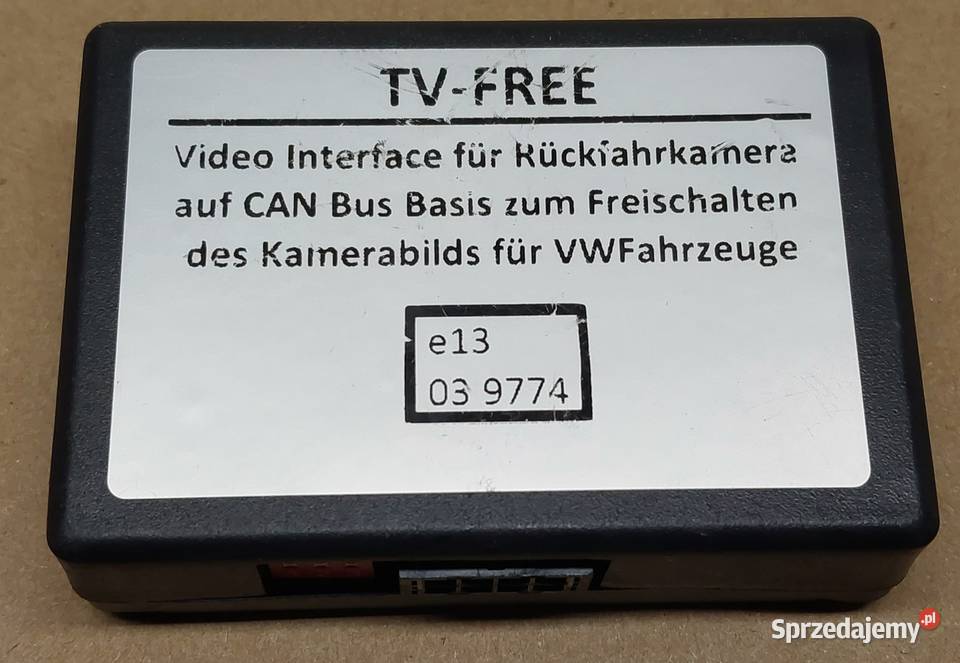 TV-FREE
Video Interface für Rückfahrkamera
auf CAN Bus Basis zum Freischalten
des Kamerabilds für VWFahrzeuge
e13
03 9774
Sprzedajemy.pl